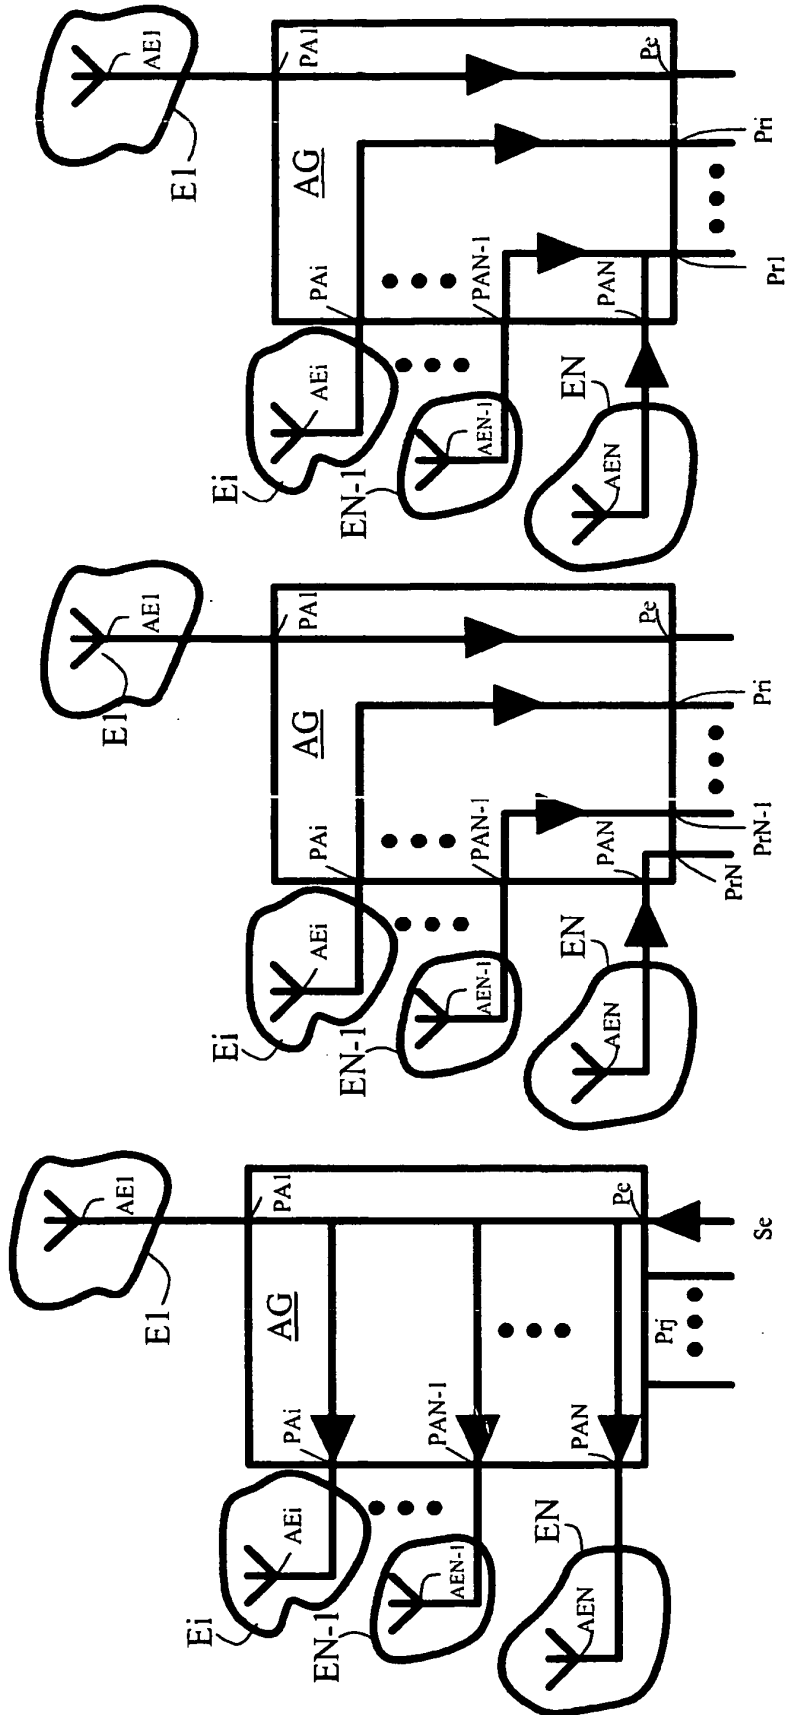 E1
AE1
PA1
AG
Ei
AEi
PAi
EN-1
AEN-1
PAN-1
EN
AEN
PAN
Pe
Prj
Se
E1
AE1
PA1
AG
Ei
AEi
PAi
EN-1
AEN-1
PAN-1
EN
AEN
PAN
Pe
PrN
PrN-1
Pri
E1
AE1
PA1
AG
Ei
AEi
PAi
EN-1
AEN-1
PAN-1
EN
AEN
PAN
Pe
Pr1
Pri